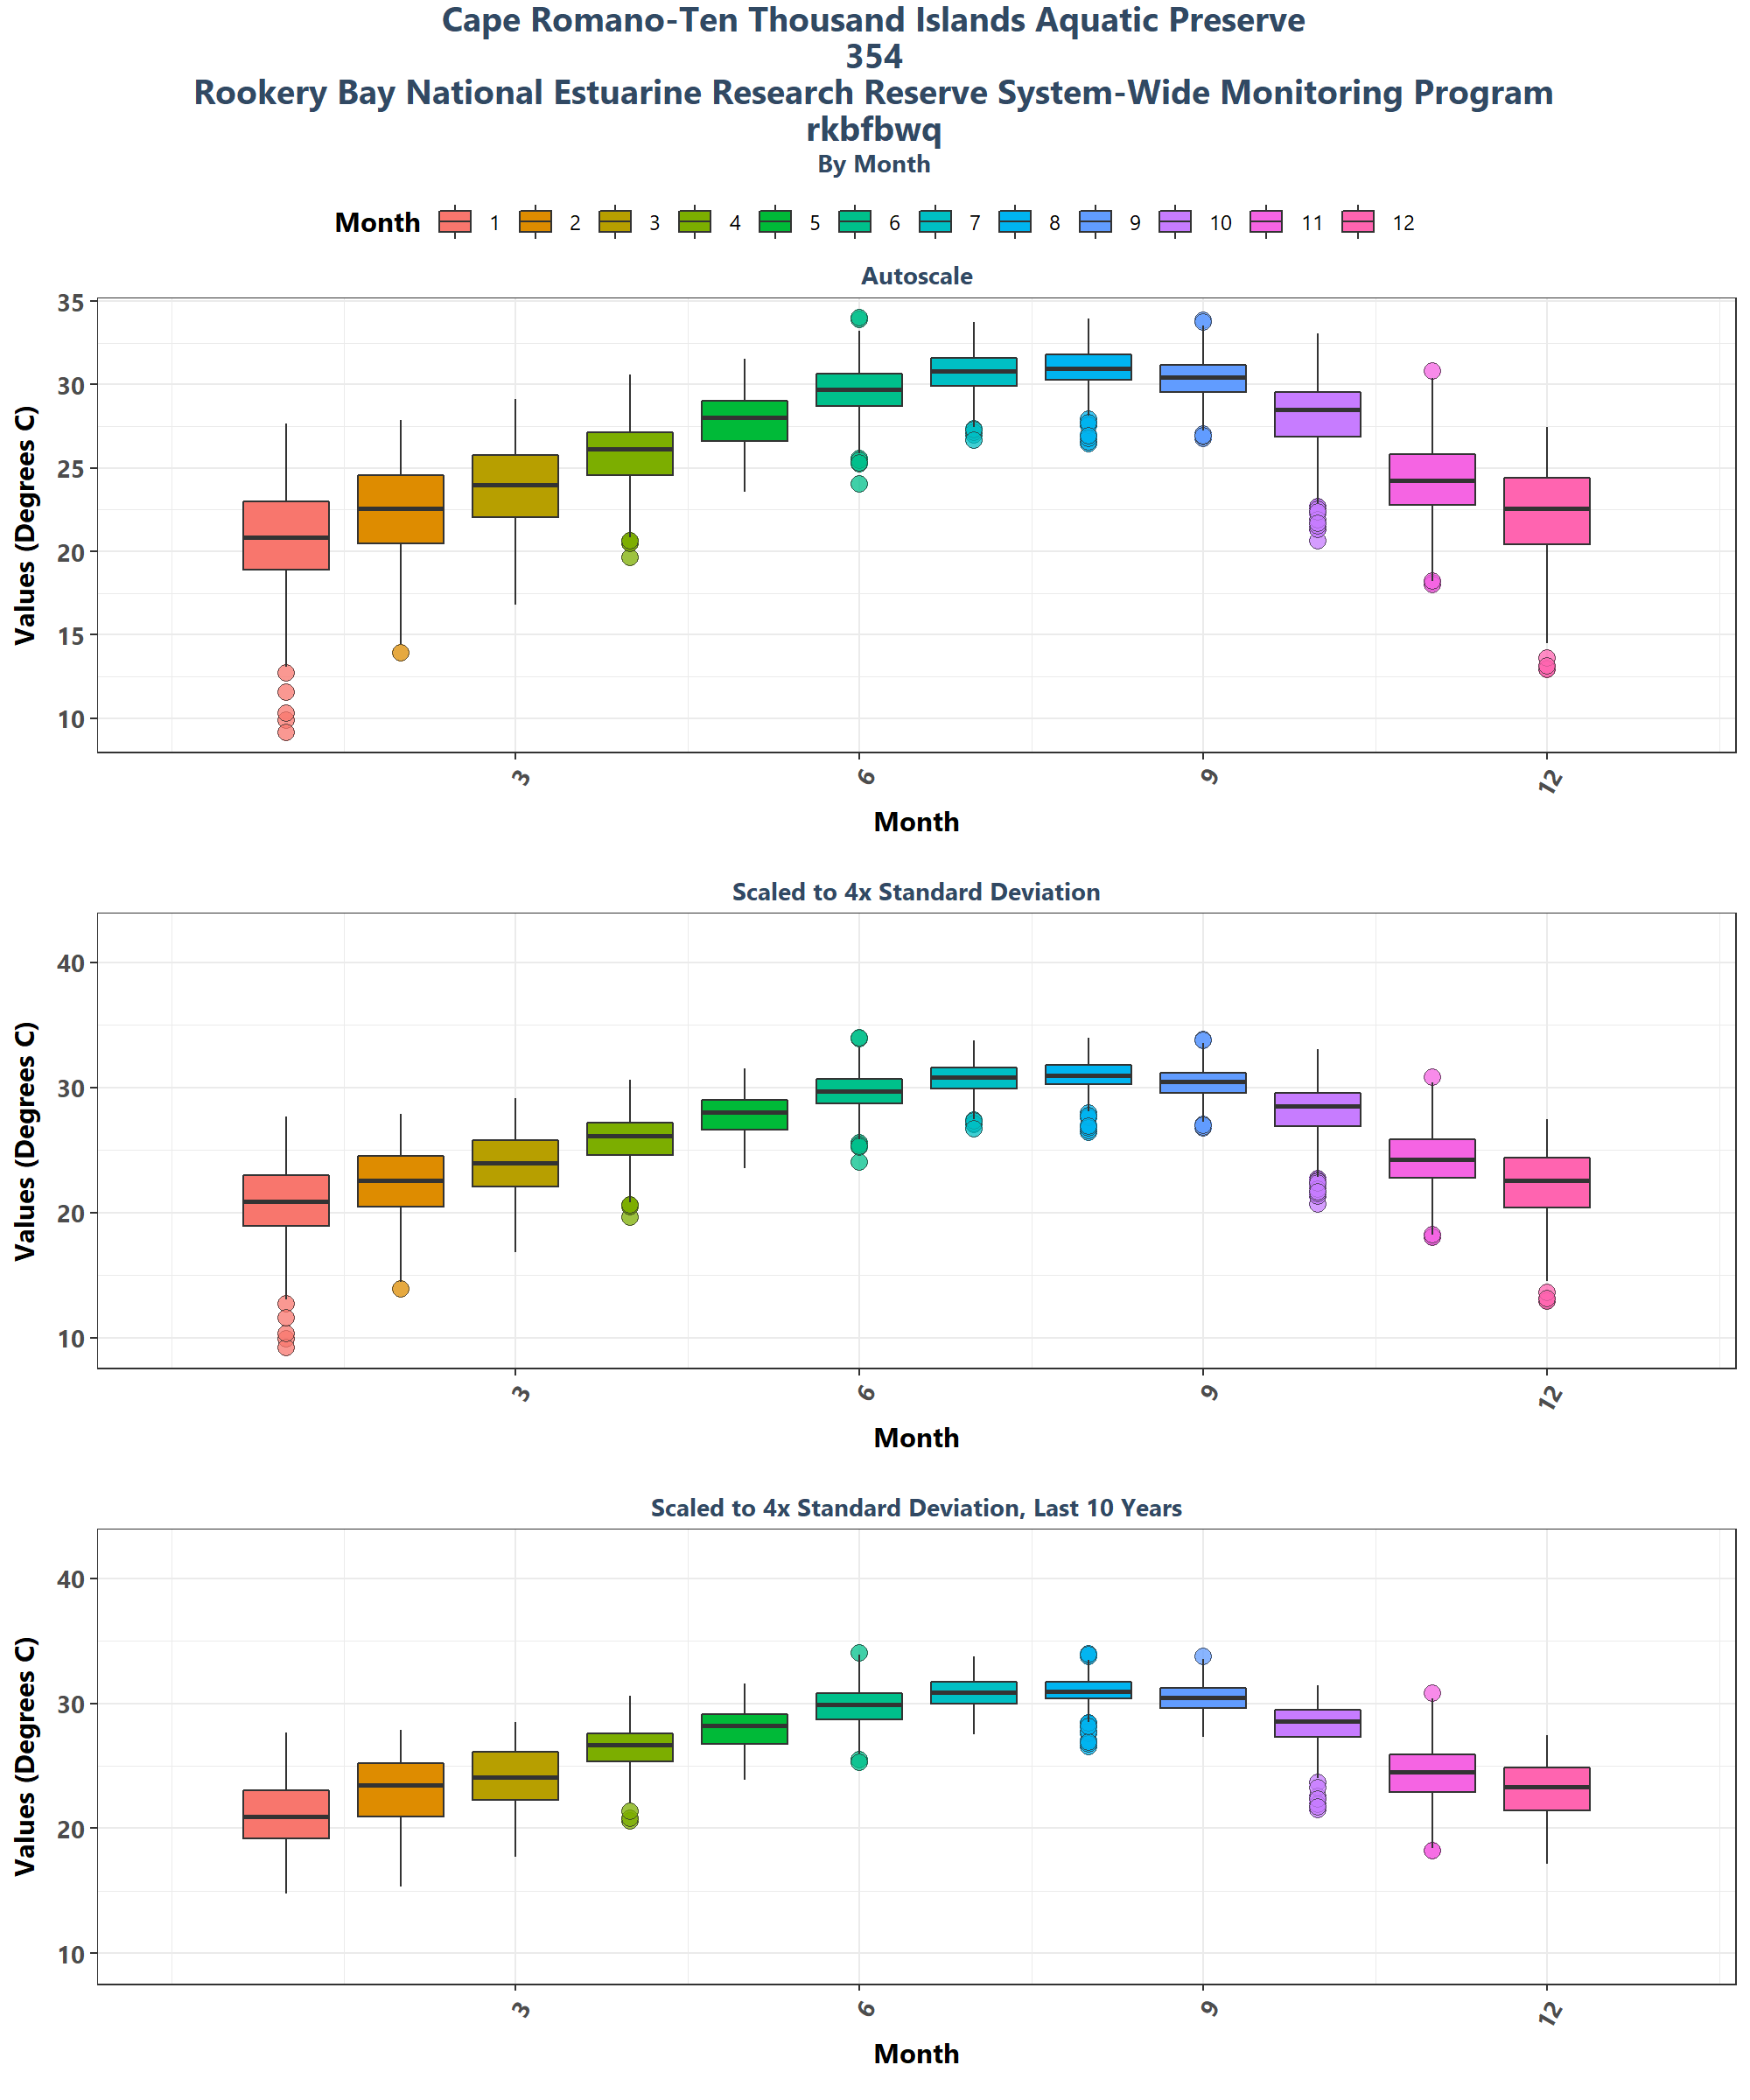 Cape Romano-Ten Thousand Islands Aquatic Preserve
354
Rookery Bay National Estuarine Research Reserve System-Wide Monitoring Program
rkbfbwq
By Month
Month 1 2 3 4 5 6 7 8 9 10 11 12
Autoscale
Values (Degrees C)
35
30
25
20
15
10
3 6 9 12
Month
Scaled to 4x Standard Deviation
Values (Degrees C)
40
30
20
10
3 6 9 12
Month
Scaled to 4x Standard Deviation, Last 10 Years
Values (Degrees C)
40
30
20
10
3 6 9 12
Month